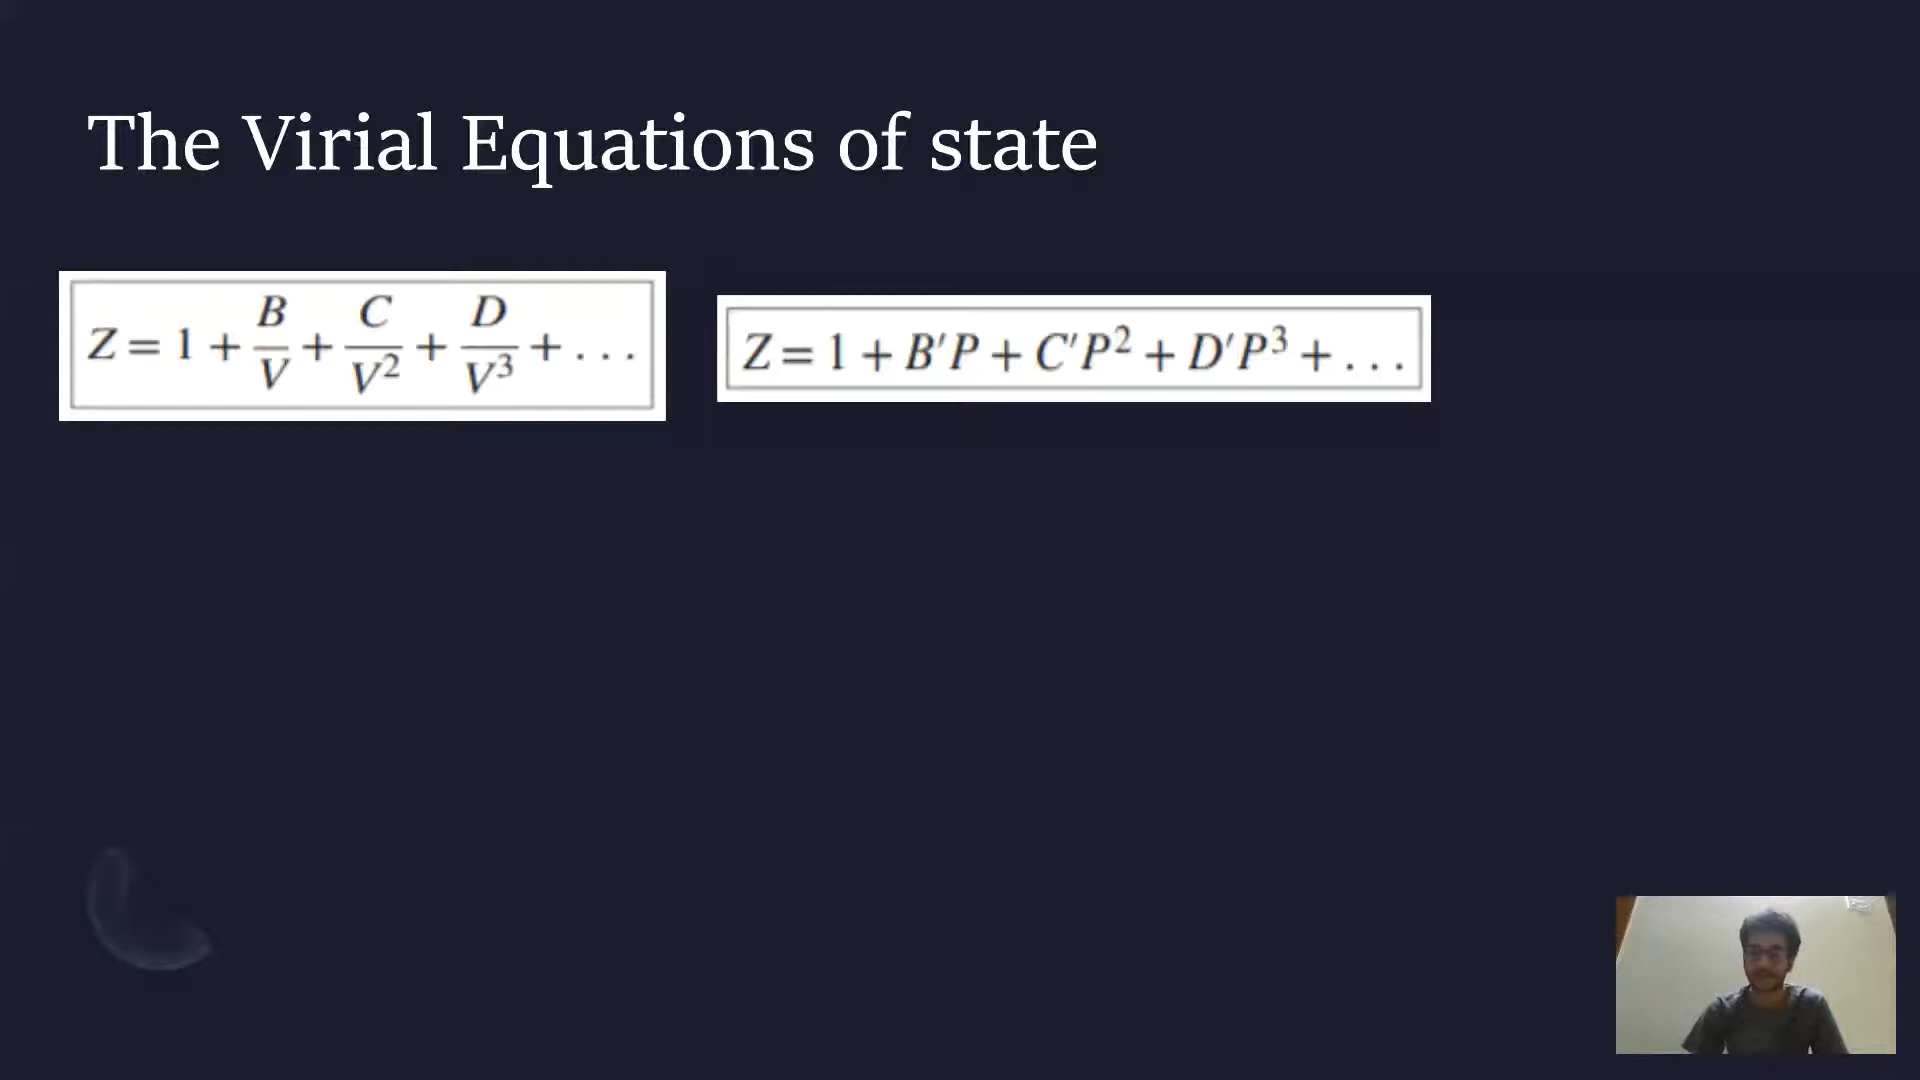 The Virial Equations of state
Z = 1 + B/V + C/V² + D/V³ + . . .
Z = 1 + B′P + C′P² + D′P³ + . . .